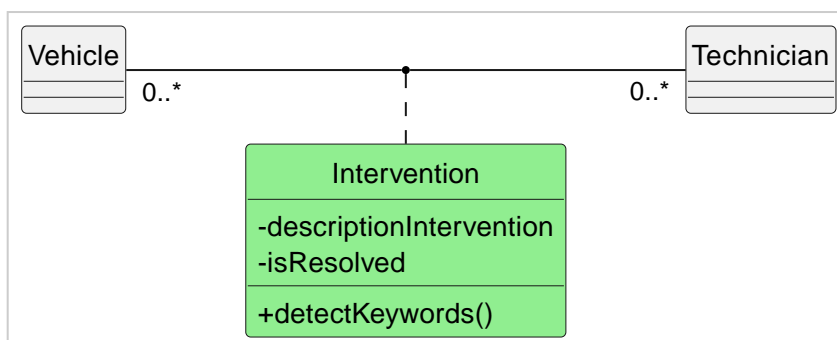 Vehicle
Technician
0..*
0..*
Intervention
-descriptionIntervention
-isResolved
+detectKeywords()